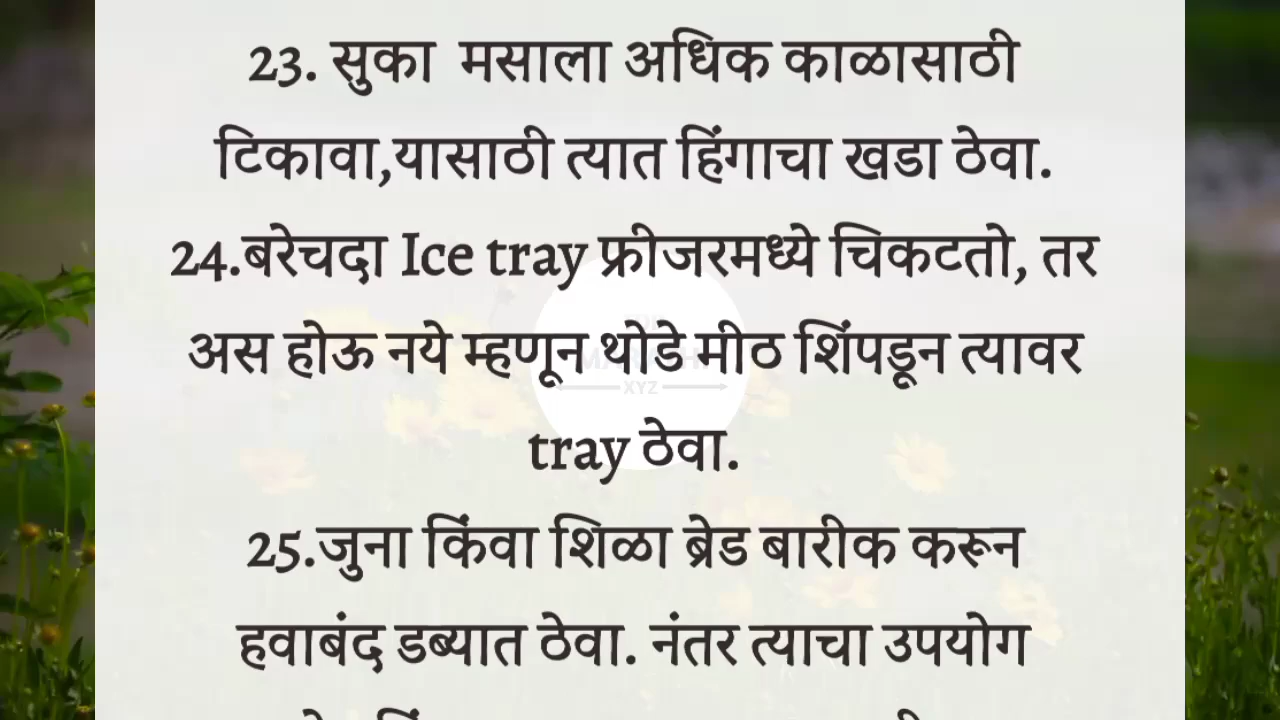 23. सुका  मसाला अधिक काळासाठी
टिकावा,यासाठी त्यात हिंगाचा खडा ठेवा.
24.बरेचदा Ice tray फ्रीजरमध्ये चिकटतो, तर
अस होऊ नये म्हणून थोडे मीठ शिंपडून त्यावर
XYZ
tray ठेवा.
25.जुना किंवा शिळा ब्रेड बारीक करून
हवाबंद डब्यात ठेवा. नंतर त्याचा उपयोग